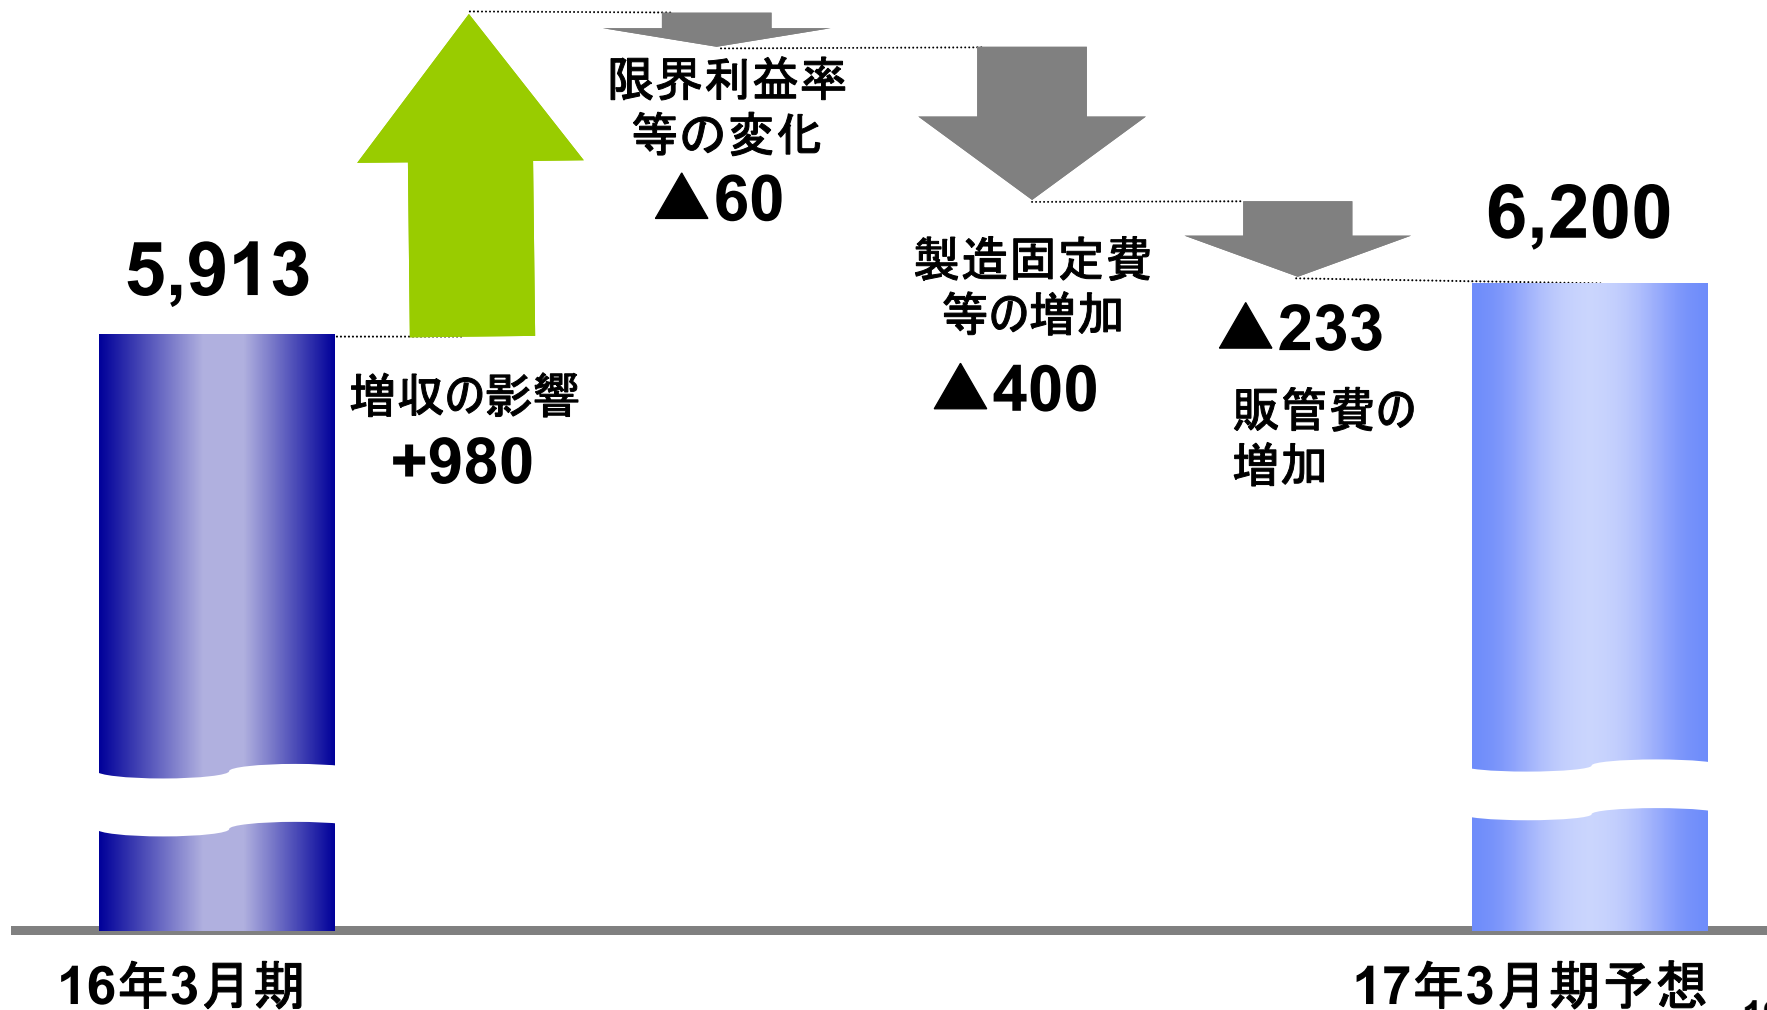 5,913
増収の影響
+980
限界利益率
等の変化
▲60
製造固定費
等の増加
▲400
▲233
販管費の
増加
6,200
16年3月期
17年3月期予想